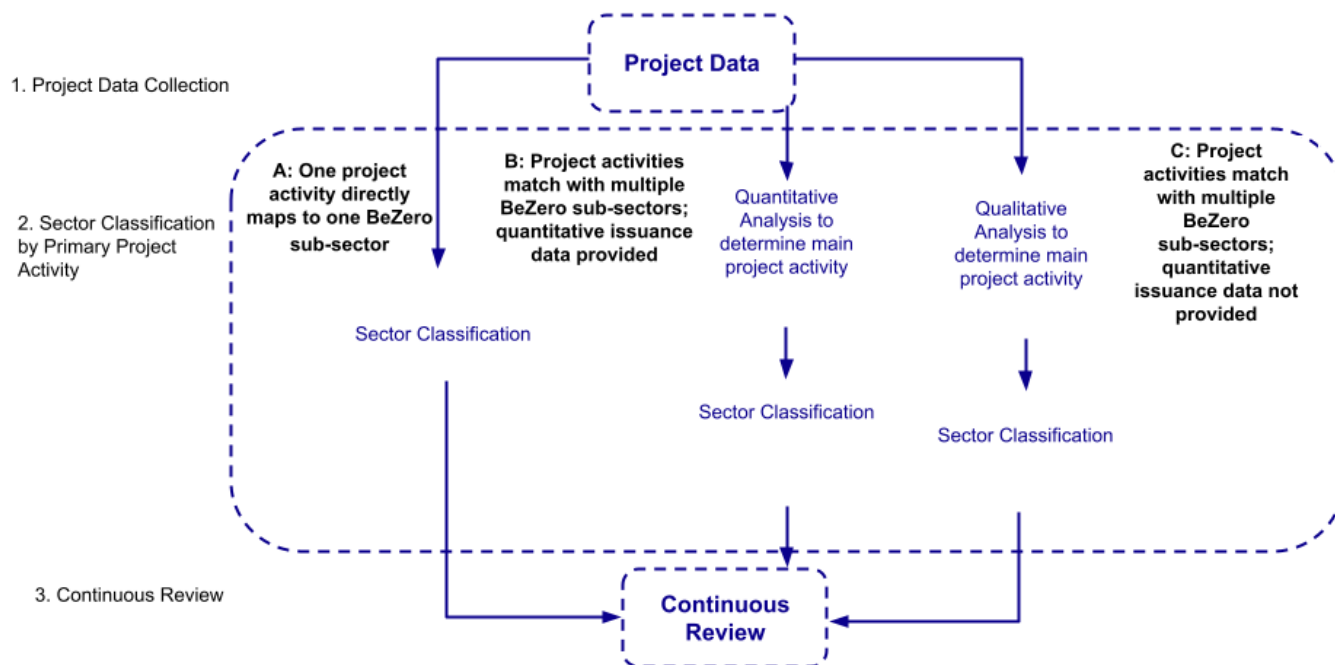 Project Data
1. Project Data Collection
A: One project
activity directly
maps to one BeZero
sub-sector
B: Project activities
match with multiple
BeZero sub-sectors;
quantitative issuance
data provided
Quantitative
Analysis to
determine main
project activity
Qualitative
Analysis to
determine main
project activity
C: Project
activities match
with multiple
BeZero
sub-sectors;
quantitative
issuance data not
provided
2. Sector Classification
by Primary Project
Activity
Sector Classification
Sector Classification
Sector Classification
3. Continuous Review
Continuous
Review